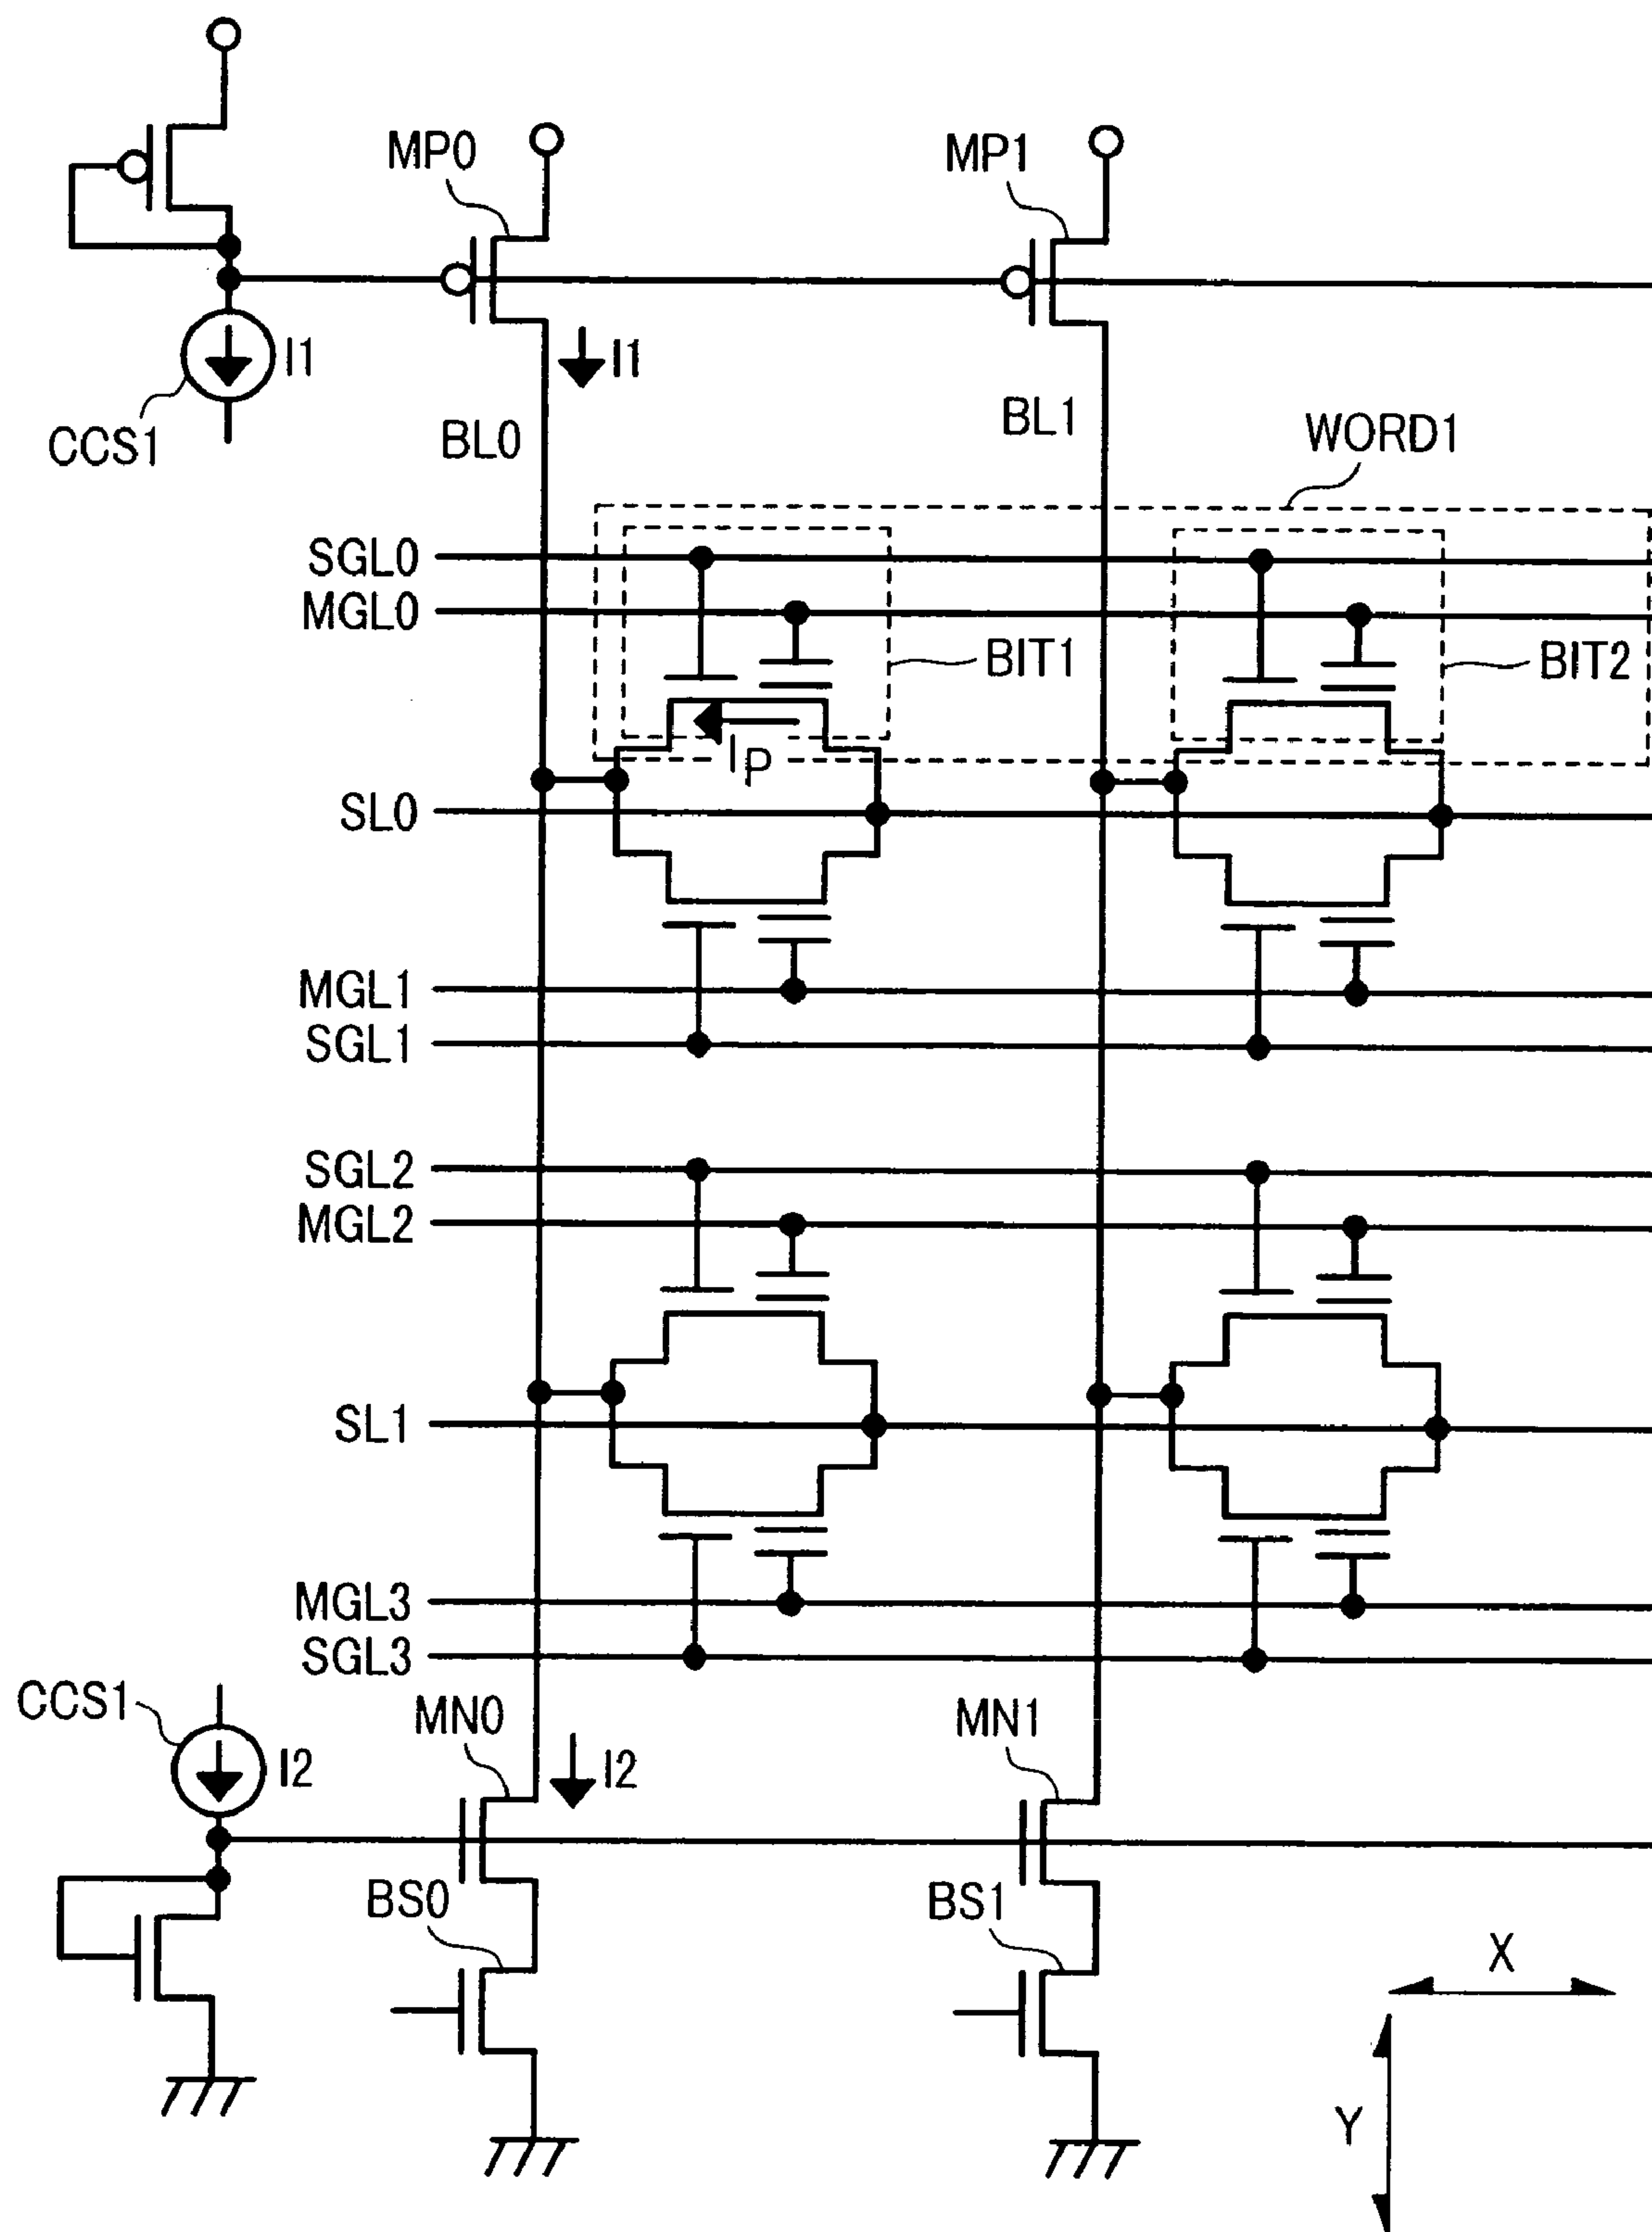 MP0
MP1
I1
I1
CCS1
BL0
BL1
WORD1
SGL0
MGL0
BIT1
BIT2
IP
SL0
MGL1
SGL1
SGL2
MGL2
SL1
MGL3
SGL3
CCS1
MN0
MN1
I2
I2
BS0
BS1
X
Y